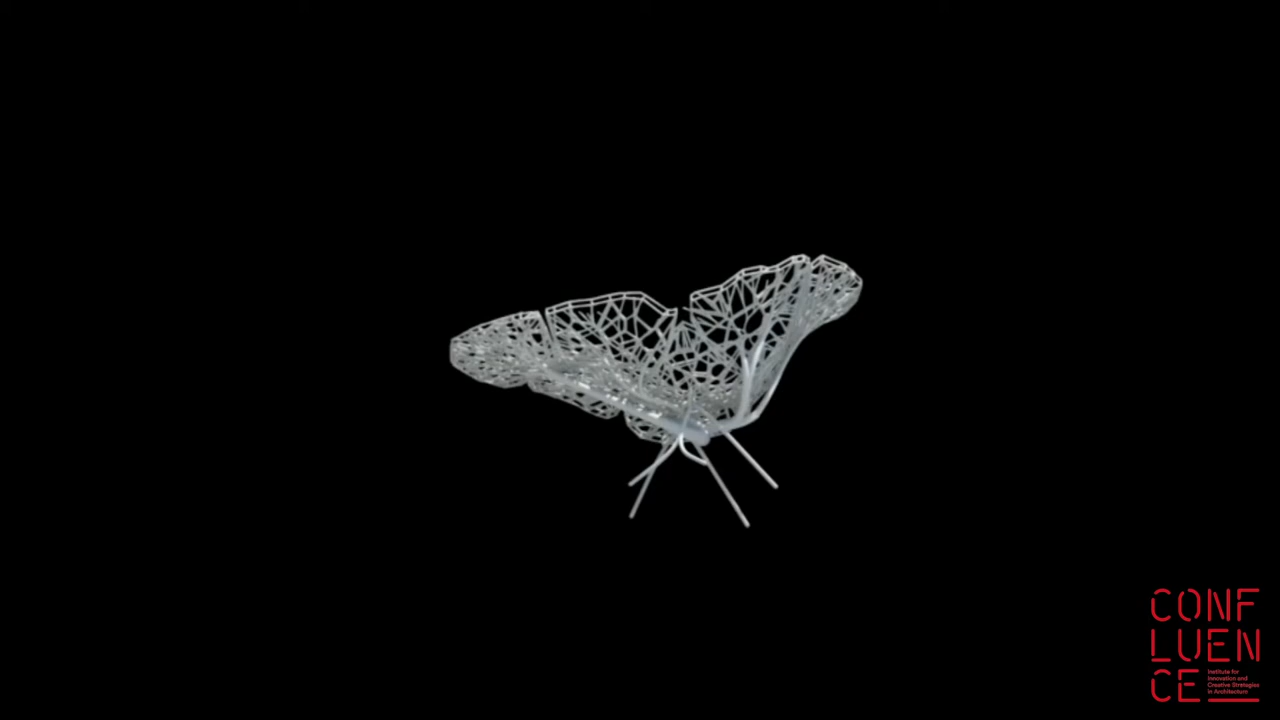 CONF
LUEN
CE
Institute for
Innovation and
Creative Strategies
in Architecture